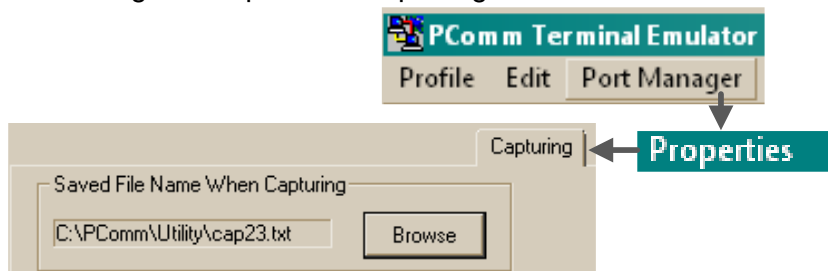 PComm Terminal Emulator
Profile Edit Port Manager
Properties
Capturing
Saved File Name When Capturing
C:\PComm\Utility\cap23.txt Browse